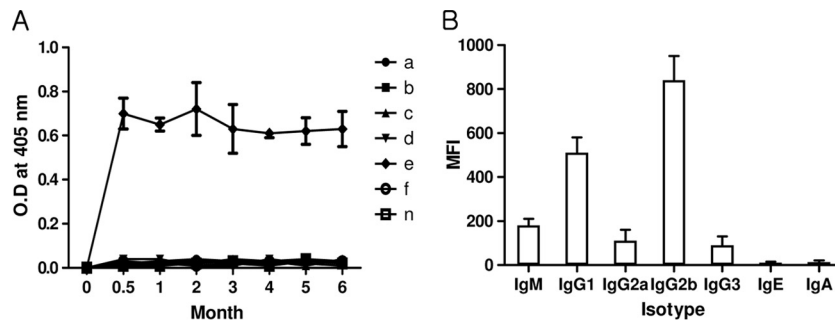 A
O.D at 405 nm
1.0
0.8
0.6
0.4
0.2
0.0
0 0.5 1 2 3 4 5 6
Month
a
b
c
d
e
f
n
B
MFI
1000
800
600
400
200
0
IgM IgG1 IgG2a IgG2b IgG3 IgE IgA
Isotype